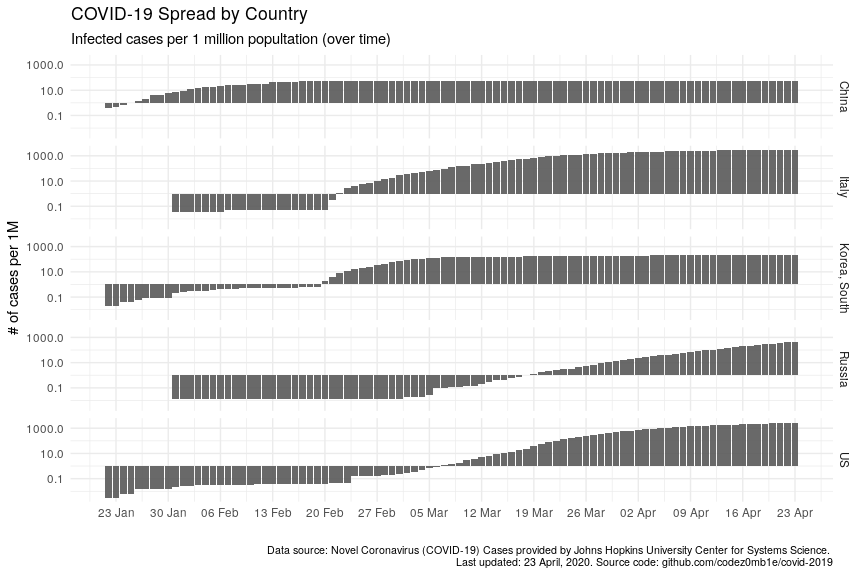 COVID-19 Spread by Country
Infected cases per 1 million popultation (over time)
# of cases per 1M
1000.0
10.0
0.1
China
1000.0
10.0
0.1
Italy
1000.0
10.0
0.1
Korea, South
1000.0
10.0
0.1
Russia
1000.0
10.0
0.1
US
23 Jan 30 Jan 06 Feb 13 Feb 20 Feb 27 Feb 05 Mar 12 Mar 19 Mar 26 Mar 02 Apr 09 Apr 16 Apr 23 Apr
Data source: Novel Coronavirus (COVID-19) Cases provided by Johns Hopkins University Center for Systems Science.
Last updated: 23 April, 2020. Source code: github.com/codez0mb1e/covid-2019